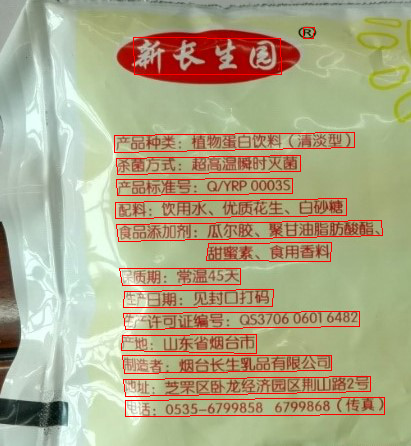 新长生园®
产品种类：植物蛋白饮料（清淡型）
杀菌方式：超高温瞬时灭菌
产品标准号：Q/YRP 0003S
配料：饮用水、优质花生、白砂糖
食品添加剂：瓜尔胶、聚甘油脂肪酸酯、
甜蜜素、食用香料
保质期：常温45天
生产日期：见封口打码
生产许可证编号：QS3706 0601 6482
产地：山东省烟台市
制造者：烟台长生乳品有限公司
地址：芝罘区卧龙经济园区荆山路2号
电话：0535-6799858 6799868（传真）